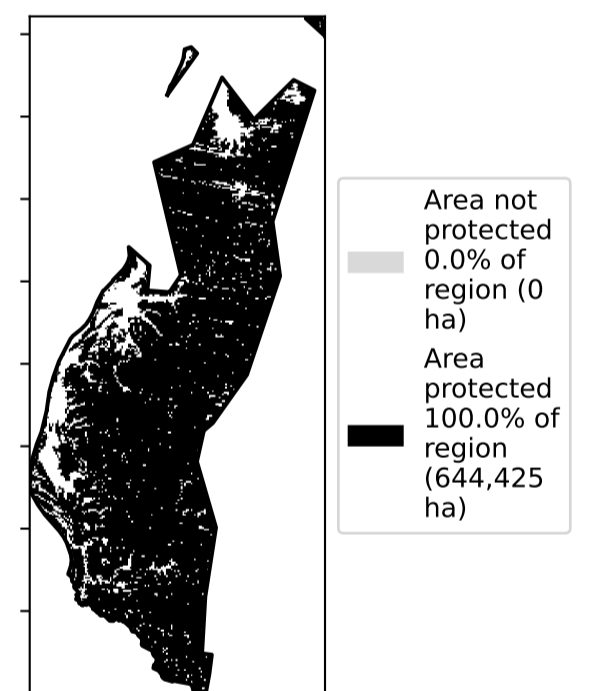 Area not
protected
0.0% of
region (0
ha)
Area
protected
100.0% of
region
(644,425
ha)